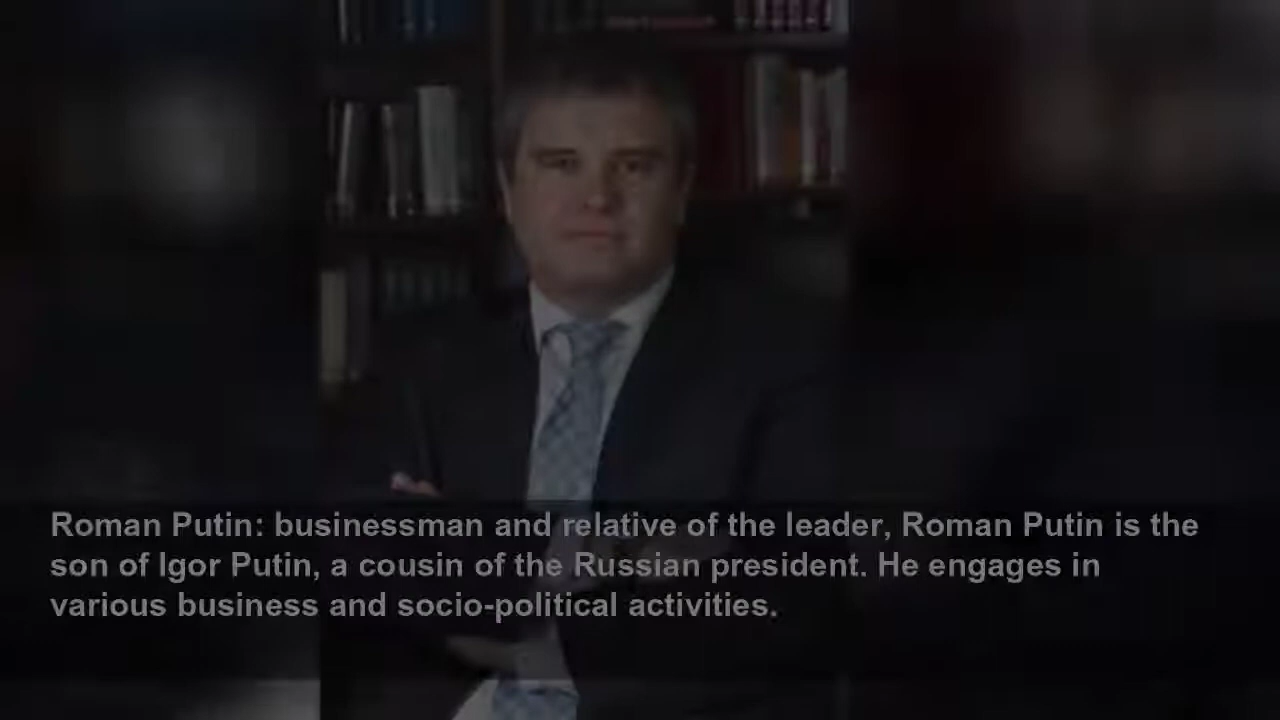 Roman Putin: businessman and relative of the leader, Roman Putin is the
son of Igor Putin, a cousin of the Russian president. He engages in
various business and socio-political activities.